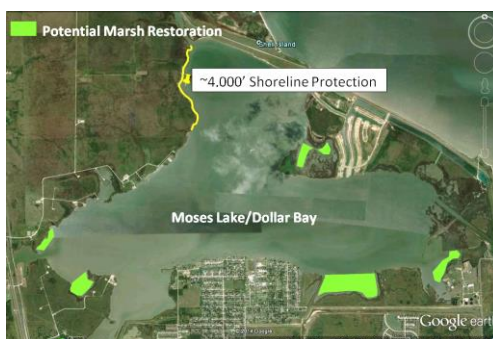 Potential Marsh Restoration
~4.000' Shoreline Protection
Moses Lake/Dollar Bay
Google earth